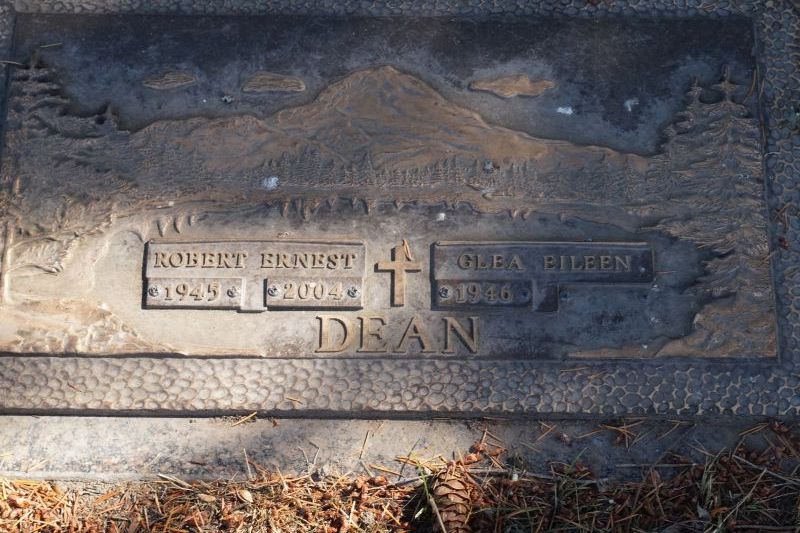 ROBERT ERNEST
1945 2004
GLEA EILEEN
1946
DEAN